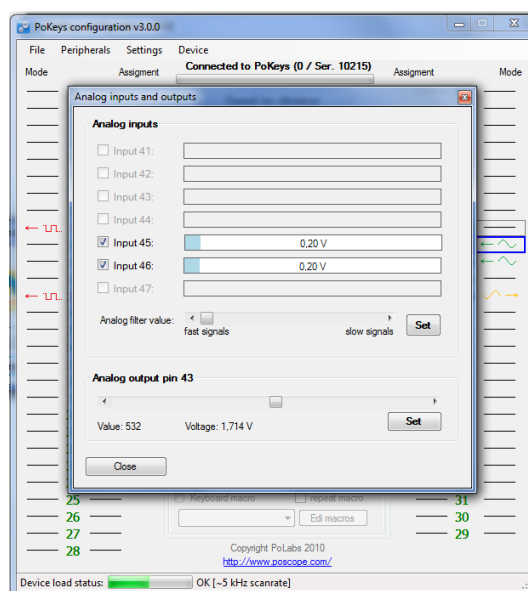 PoKeys configuration v3.0.0
File Peripherals Settings Device
Mode Assigment Connected to PoKeys (0 / Ser. 10215) Assigment Mode
Analog inputs and outputs
Analog inputs
Input 41:
Input 42:
Input 43:
Input 44:
Input 45: 0,20 V
Input 46: 0,20 V
Input 47:
Analog filter value: fast signals slow signals Set
Analog output pin 43
Value: 532 Voltage: 1,714 V Set
Close
25 Keyboard macro repeat macro 31
26 Edi macros 30
27 29
28 Copyright PoLabs 2010
http://www.poscope.com/
Device load status: OK [~5 kHz scanrate]